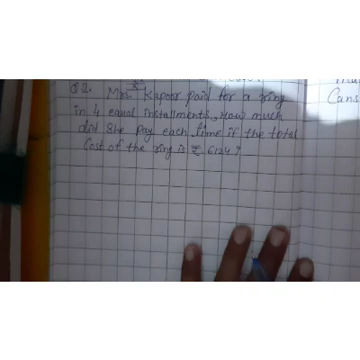 Q2. Mrs Kapoor paid for a ring
in 4 equal installments, How much
did She pay each time if the total
Cost of the ring is ₹ 6124?
Cans